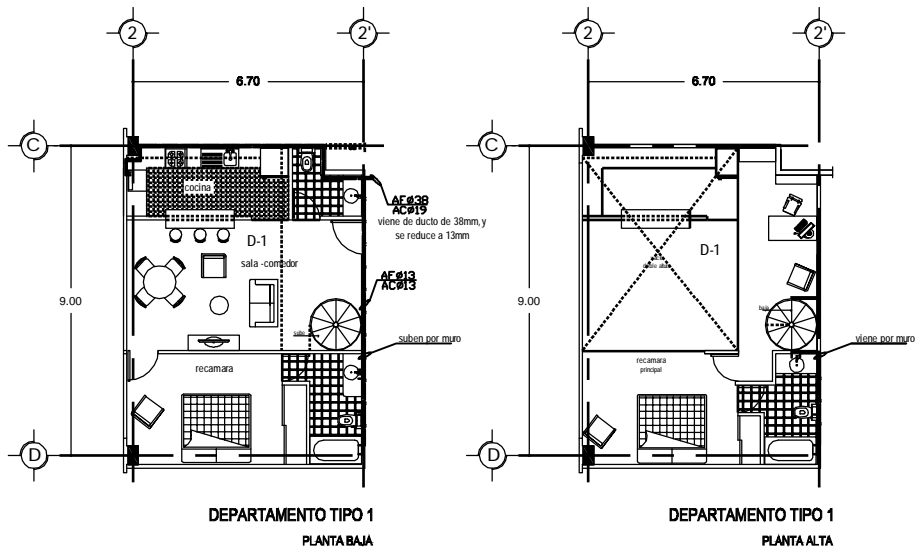 2
2'
6.70
C
cocina
AFø38
ACø19
viene de ducto de 38mm, y
se reduce a 13mm
D-1
sala -comedor
9.00
AFø13
ACø13
sube
suben por muro
recamara
D
DEPARTAMENTO TIPO 1
PLANTA BAJA
2
2'
6.70
C
D-1
doble altura
9.00
baja
viene por muro
recamara
principal
D
DEPARTAMENTO TIPO 1
PLANTA ALTA